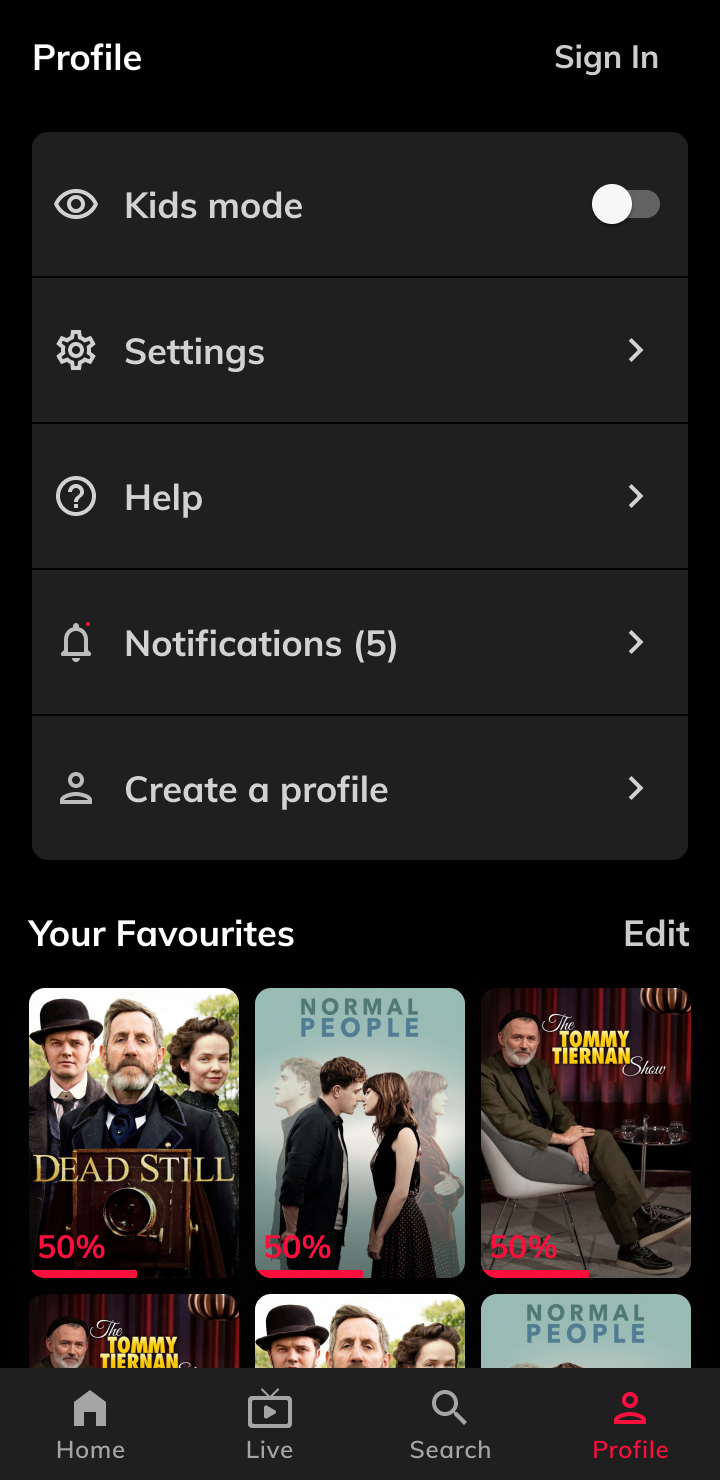 Profile
Sign In
Kids mode
Settings
Help
Notifications (5)
Create a profile
Your Favourites
Edit
DEAD STILL
50%
NORMAL
PEOPLE
50%
The
TOMMY
TIERNAN
Show
50%
The
TOMMY
TIERNAN
NORMAL
PEOPLE
Home
Live
Search
Profile